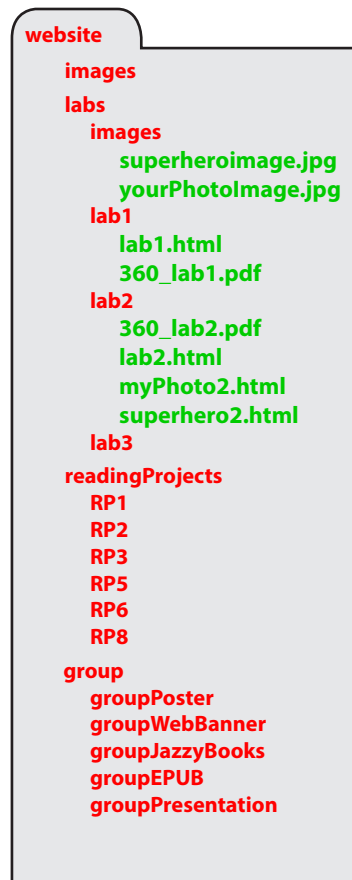 website
images
labs
images
superheroimage.jpg
yourPhotoImage.jpg
lab1
lab1.html
360_lab1.pdf
lab2
360_lab2.pdf
lab2.html
myPhoto2.html
superhero2.html
lab3
readingProjects
RP1
RP2
RP3
RP5
RP6
RP8
group
groupPoster
groupWebBanner
groupJazzyBooks
groupEPUB
groupPresentation